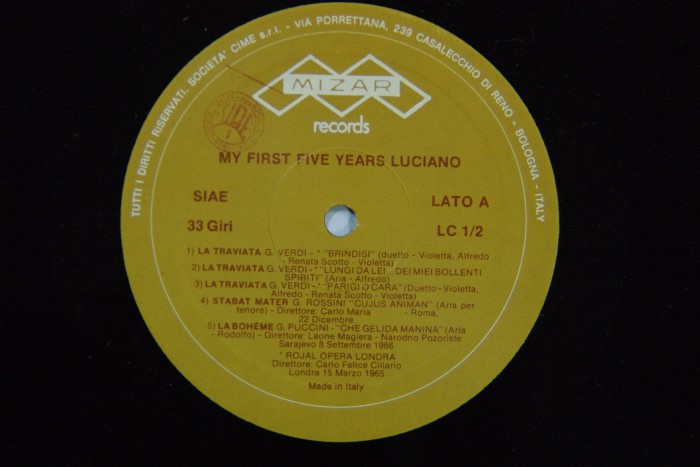 TUTTI I DIRITTI RISERVATI. SOCIETA' CIME s.r.l. - VIA PORRETTANA, 239 CASALECCHIO DI RENO - BOLOGNA - ITALY
MIZAR
records
MY FIRST FIVE YEARS LUCIANO
SIAE
LATO A
33 Giri
LC 1/2
1) LA TRAVIATA G. VERDI - * "BRINDISI" (duetto - Violetta, Alfredo
- Renata Scotto - Violetta)
2) LA TRAVIATA G. VERDI - * "LUNGI DA LEI .. DEI MIEI BOLLENTI
SPIRITI" (Aria - Alfredo)
3) LA TRAVIATA G. VERDI - * "PARIGI O CARA" (Duetto - Violetta,
Alfredo - Renata Scotto - Violetta)
4) STABAT MATER G. ROSSINI "CUJUS ANIMAN" (Aria per
tenore) - Direttore: Carlo Maria - Roma,
22 Dicembre
5) LA BOHÈME G. PUCCINI - "CHE GELIDA MANINA" (Aria
- Rodolfo) - Direttore: Leone Magiera - Narodno Pozoriste
Sarajevo 8 Settembre 1966
* ROJAL OPERA LONDRA
Direttore: Carlo Felice Cillario
Londra 15 Marzo 1965
Made in Italy